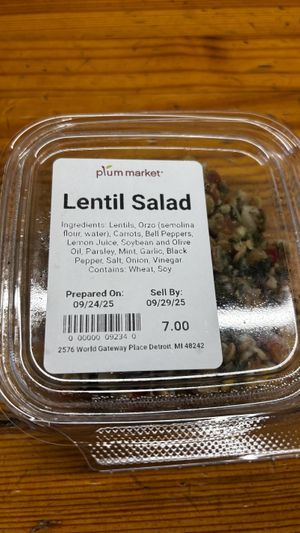 plum market
Lentil Salad
Ingredients: Lentils, Orzo (semolina
flour, water), Carrots, Bell Peppers,
Lemon Juice, Soybean and Olive
Oil, Parsley, Mint, Garlic, Black
Pepper, Salt, Onion, Vinegar.
Contains: Wheat, Soy
Prepared On: Sell By:
09/24/25 09/29/25
7.00
0 00000 09234 0
2576 World Gateway Place Detroit, MI 48242